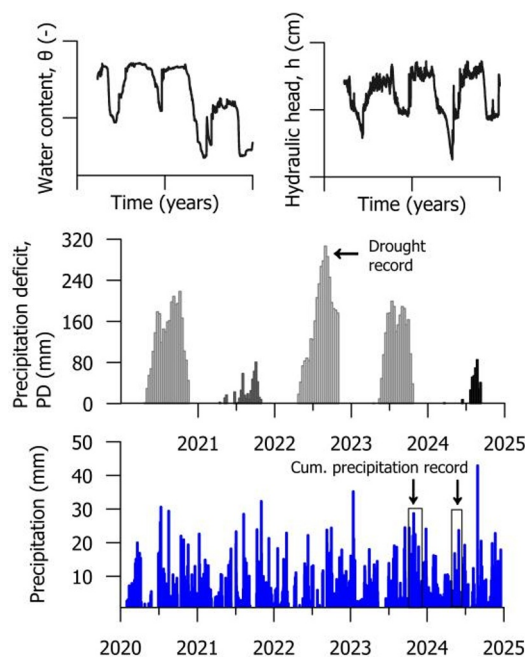 Water content, θ (-)
Time (years)
Hydraulic head, h (cm)
Time (years)
Precipitation deficit,
PD (mm)
320
240
160
80
0
Drought
record
2021
2022
2023
2024
2025
Precipitation (mm)
50
40
30
20
10
Cum. precipitation record
2020
2021
2022
2023
2024
2025